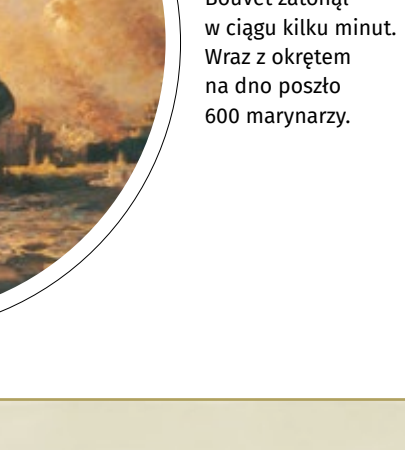 Bouvet zatonął
w ciągu kilku minut.
Wraz z okrętem
na dno poszło
600 marynarzy.